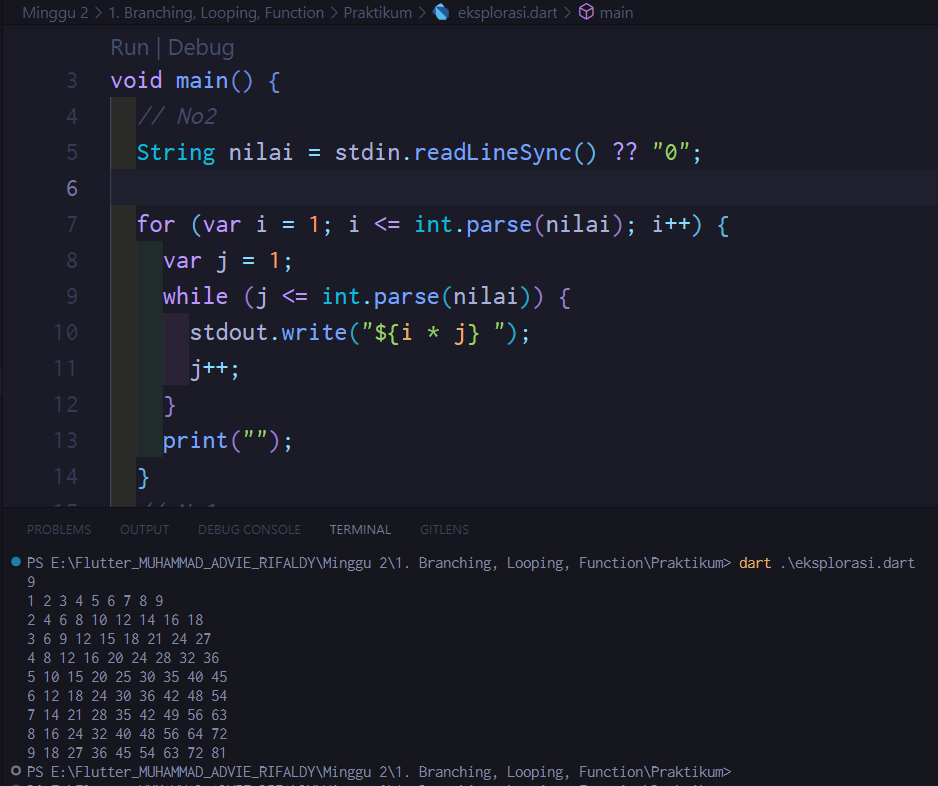 Minggu 2 > 1. Branching, Looping, Function > Praktikum > eksplorasi.dart > main
Run | Debug
3 void main() {
4 // No2
5 String nilai = stdin.readLineSync() ?? "0";
6
7 for (var i = 1; i <= int.parse(nilai); i++) {
8 var j = 1;
9 while (j <= int.parse(nilai)) {
10 stdout.write("${i * j} ");
11 j++;
12 }
13 print("");
14 }
PROBLEMS OUTPUT DEBUG CONSOLE TERMINAL GITLENS
PS E:\Flutter_MUHAMMAD_ADVIE_RIFALDY\Minggu 2\1. Branching, Looping, Function\Praktikum> dart .\eksplorasi.dart
9
1 2 3 4 5 6 7 8 9
2 4 6 8 10 12 14 16 18
3 6 9 12 15 18 21 24 27
4 8 12 16 20 24 28 32 36
5 10 15 20 25 30 35 40 45
6 12 18 24 30 36 42 48 54
7 14 21 28 35 42 49 56 63
8 16 24 32 40 48 56 64 72
9 18 27 36 45 54 63 72 81
PS E:\Flutter_MUHAMMAD_ADVIE_RIFALDY\Minggu 2\1. Branching, Looping, Function\Praktikum>